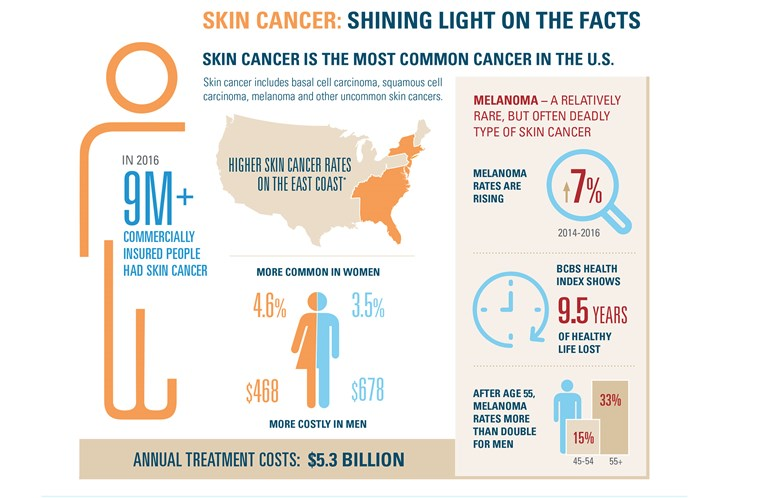 SKIN CANCER: SHINING LIGHT ON THE FACTS
SKIN CANCER IS THE MOST COMMON CANCER IN THE U.S.
Skin cancer includes basal cell carcinoma, squamous cell
carcinoma, melanoma and other uncommon skin cancers.
IN 2016
9M+
COMMERCIALLY
INSURED PEOPLE
HAD SKIN CANCER
HIGHER SKIN CANCER RATES
ON THE EAST COAST*
MORE COMMON IN WOMEN
4.6% 3.5%
$468 $678
MORE COSTLY IN MEN
ANNUAL TREATMENT COSTS: $5.3 BILLION
MELANOMA – A RELATIVELY
RARE, BUT OFTEN DEADLY
TYPE OF SKIN CANCER
MELANOMA
RATES ARE
RISING
7%
2014-2016
BCBS HEALTH
INDEX SHOWS
9.5 YEARS
OF HEALTHY
LIFE LOST
AFTER AGE 55,
MELANOMA
RATES MORE
THAN DOUBLE
FOR MEN
33%
15%
45-54 55+